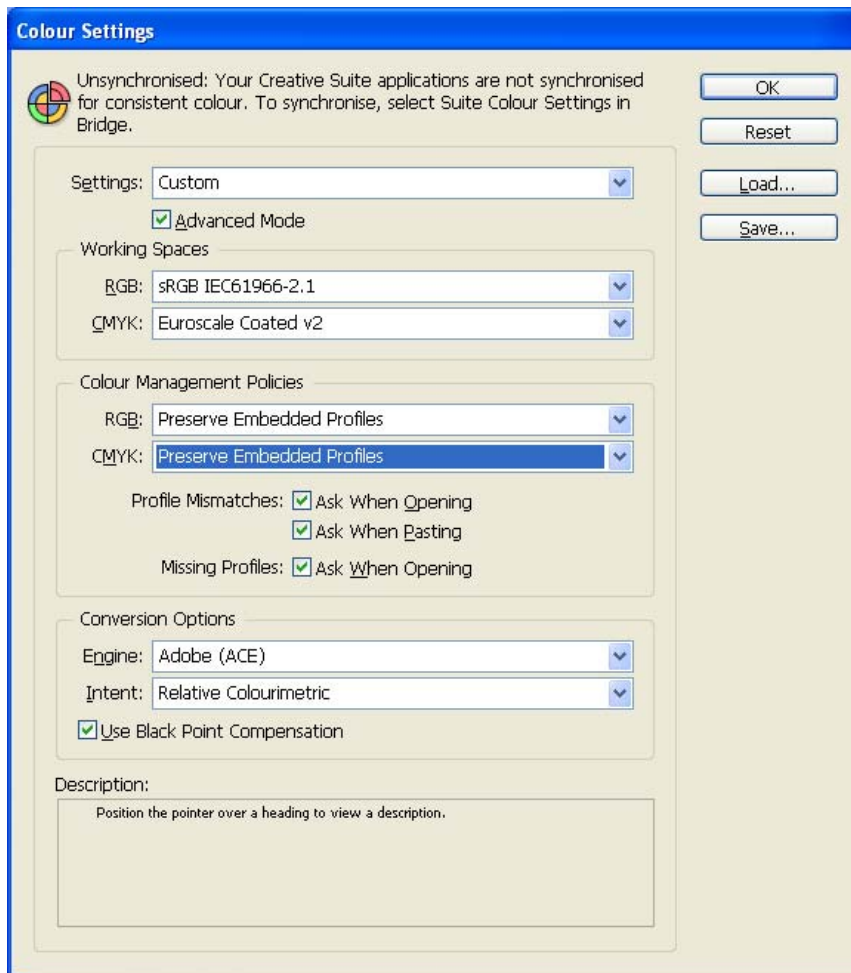 Colour Settings
Unsynchronised: Your Creative Suite applications are not synchronised
for consistent colour. To synchronise, select Suite Colour Settings in
Bridge.
OK
Reset
Load...
Save...
Settings: Custom
Advanced Mode
Working Spaces
RGB: sRGB IEC61966-2.1
CMYK: Euroscale Coated v2
Colour Management Policies
RGB: Preserve Embedded Profiles
CMYK: Preserve Embedded Profiles
Profile Mismatches: Ask When Opening
Ask When Pasting
Missing Profiles: Ask When Opening
Conversion Options
Engine: Adobe (ACE)
Intent: Relative Colourimetric
Use Black Point Compensation
Description:
Position the pointer over a heading to view a description.